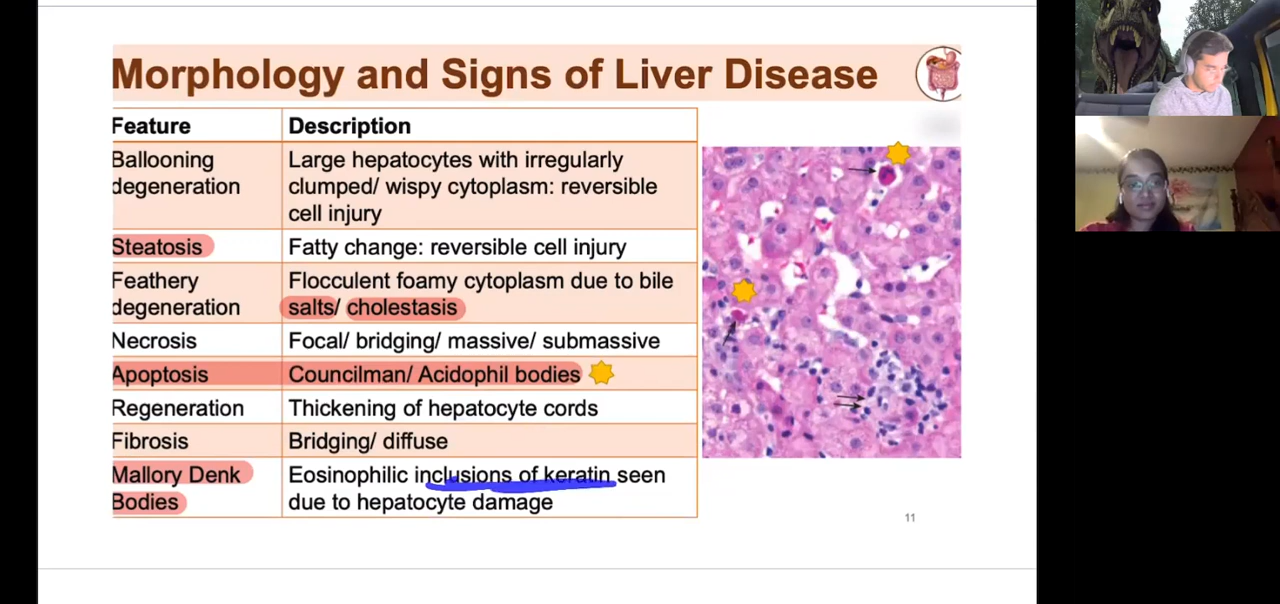 Morphology and Signs of Liver Disease
Feature Description
Ballooning degeneration Large hepatocytes with irregularly
clumped/ wispy cytoplasm: reversible
cell injury
Steatosis Fatty change: reversible cell injury
Feathery degeneration Flocculent foamy cytoplasm due to bile
salts/ cholestasis
Necrosis Focal/ bridging/ massive/ submassive
Apoptosis Councilman/ Acidophil bodies
Regeneration Thickening of hepatocyte cords
Fibrosis Bridging/ diffuse
Mallory Denk Bodies Eosinophilic inclusions of keratin seen
due to hepatocyte damage
11